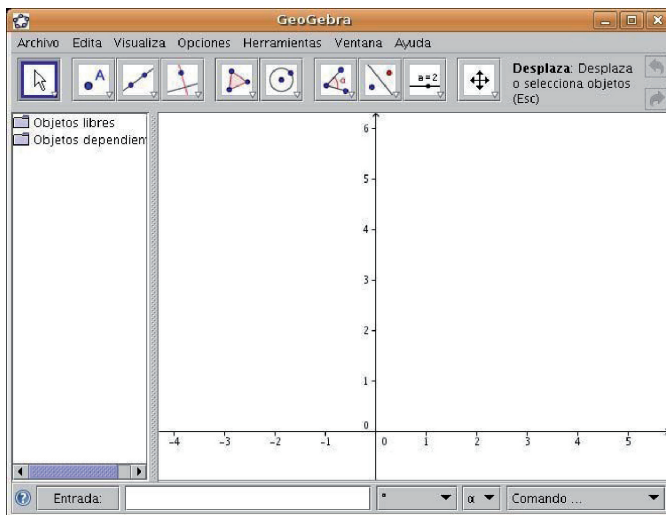 GeoGebra
Archivo Edita Visualiza Opciones Herramientas Ventana Ayuda
A
α
a=2
Desplaza: Desplaza
o selecciona objetos
(Esc)
Objetos libres
Objetos dependien
6
5
4
3
2
1
0
-4 -3 -2 -1 0 1 2 3 4 5
Entrada: ° α Comando ...